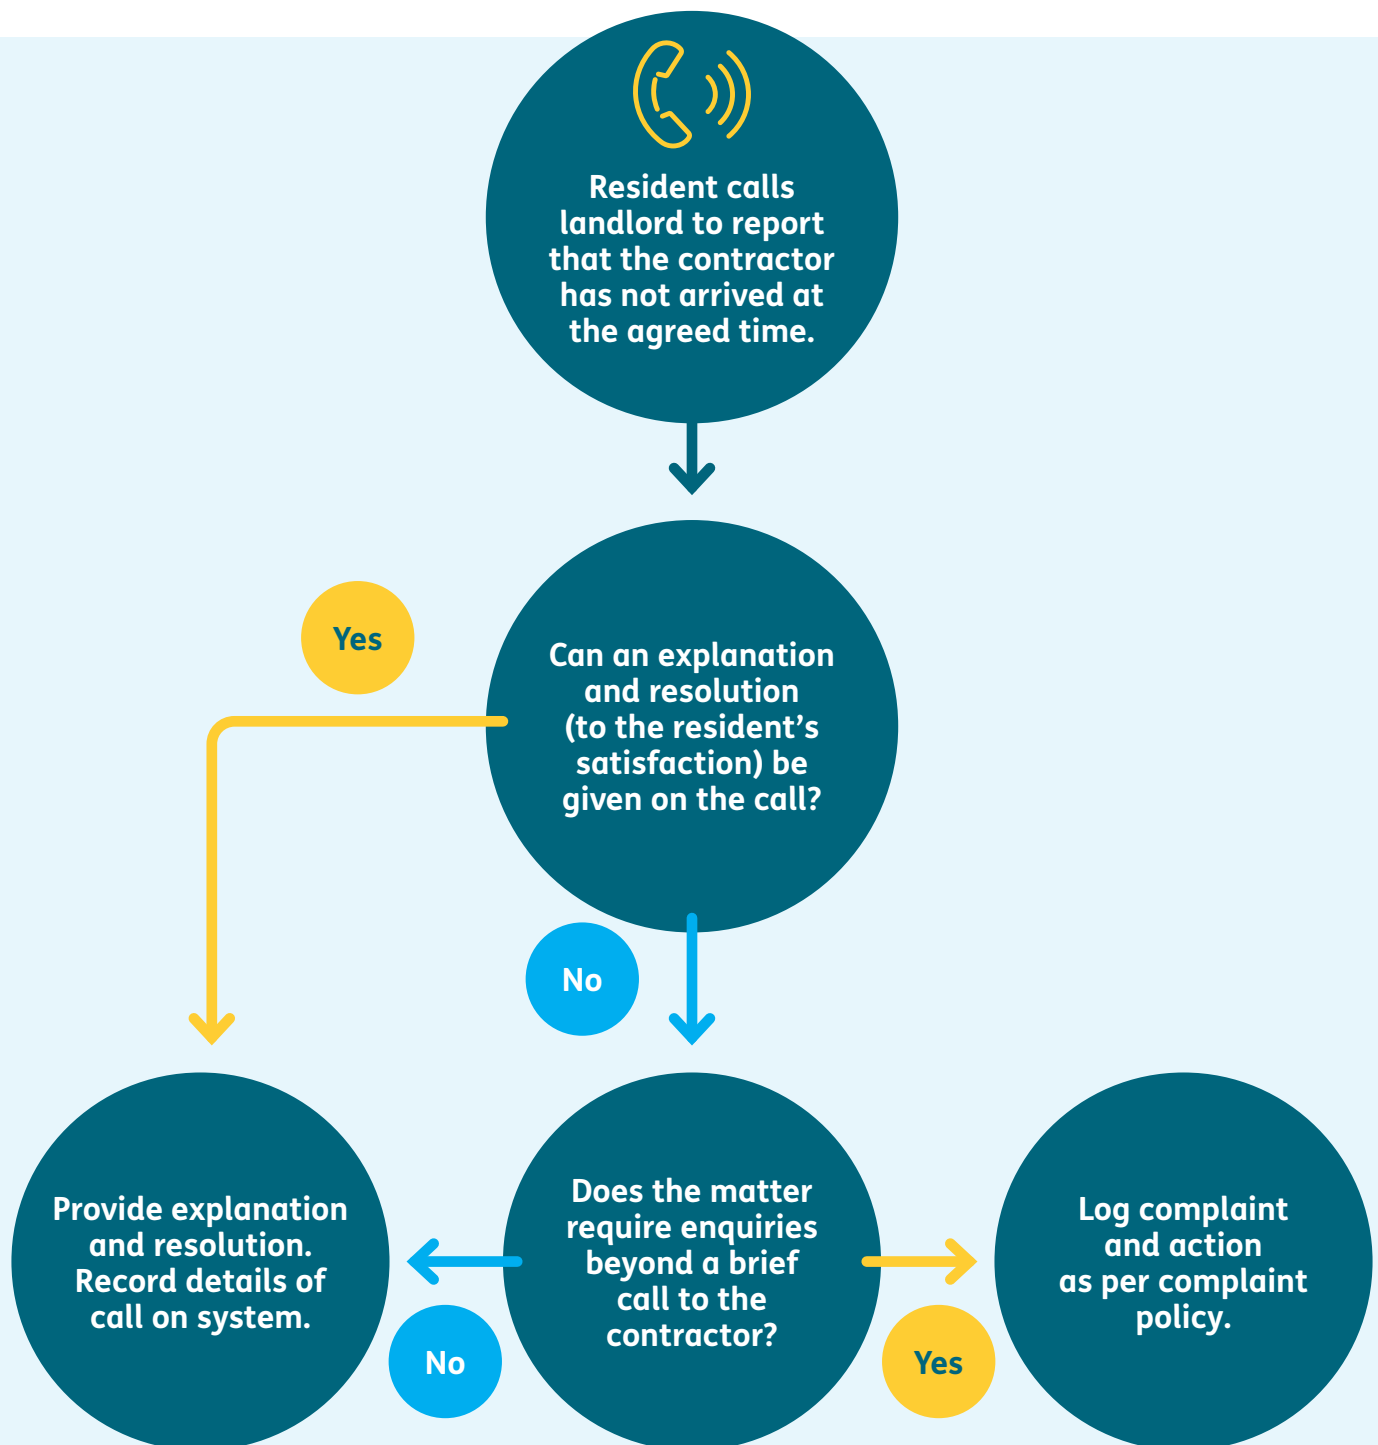 Resident calls
landlord to report
that the contractor
has not arrived at
the agreed time.
Yes
Can an explanation
and resolution
(to the resident’s
satisfaction) be
given on the call?
No
Provide explanation
and resolution.
Record details of
call on system.
Does the matter
require enquiries
beyond a brief
call to the
contractor?
Log complaint
and action
as per complaint
policy.
No
Yes